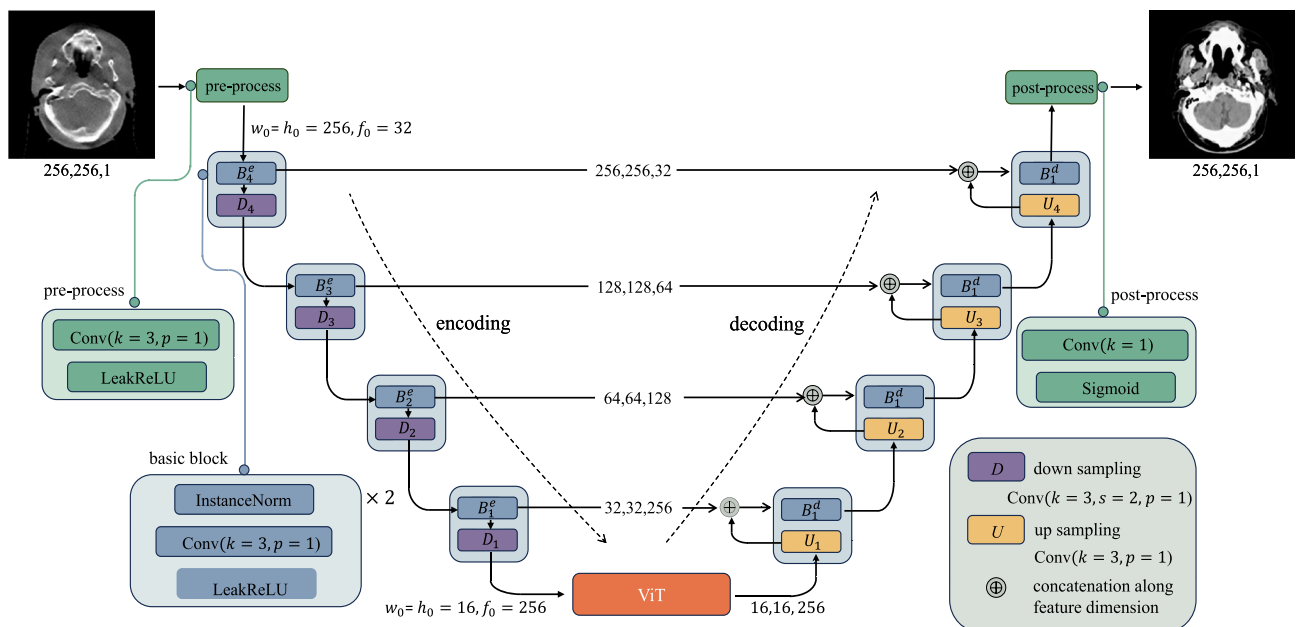 pre-process
post-process
w₀= h₀ = 256, f₀ = 32
256,256,1
256,256,1
B₄ᵉ
256,256,32
B₁ᵈ
D₄
U₄
B₃ᵉ
128,128,64
B₁ᵈ
D₃
U₃
pre-process
encoding
decoding
post-process
Conv(k = 3, p = 1)
LeakReLU
Conv(k = 1)
Sigmoid
B₂ᵉ
64,64,128
B₁ᵈ
D₂
U₂
basic block
× 2
InstanceNorm
Conv(k = 3, p = 1)
LeakReLU
B₁ᵉ
32,32,256
B₁ᵈ
D₁
U₁
w₀= h₀ = 16, f₀ = 256
ViT
16,16,256
D down sampling
Conv(k = 3, s = 2, p = 1)
U up sampling
Conv(k = 3, p = 1)
⊕ concatenation along
feature dimension